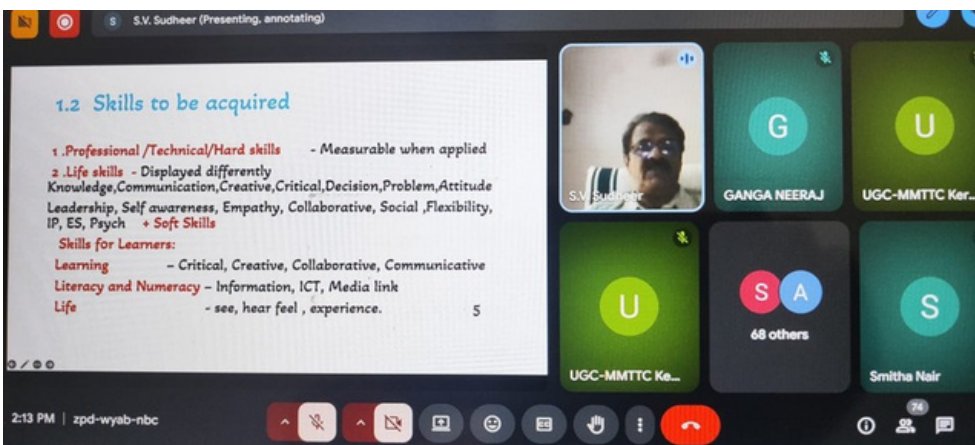 S S.V. Sudheer (Presenting, annotating)
1.2 Skills to be acquired
1 .Professional /Technical/Hard skills - Measurable when applied
2 .Life skills - Displayed differently
Knowledge,Communication,Creative,Critical,Decision,Problem,Attitude
Leadership, Self awareness, Empathy, Collaborative, Social ,Flexibility,
IP, ES, Psych + Soft Skills
Skills for Learners:
Learning - Critical, Creative, Collaborative, Communicative
Literacy and Numeracy – Information, ICT, Media link
Life - see, hear feel , experience. 5
S.V. Sudheer
G
GANGA NEERAJ
U
UGC-MMTTC Ker...
U
UGC-MMTTC Ke...
S A
68 others
S
Smitha Nair
2:13 PM | zpd-wyab-nbc
74